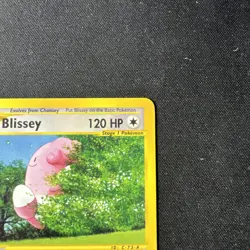 Evolves from Chansey Put Blissey on the Basic Pokémon
Blissey 120 HP
Stage 1 Pokémon